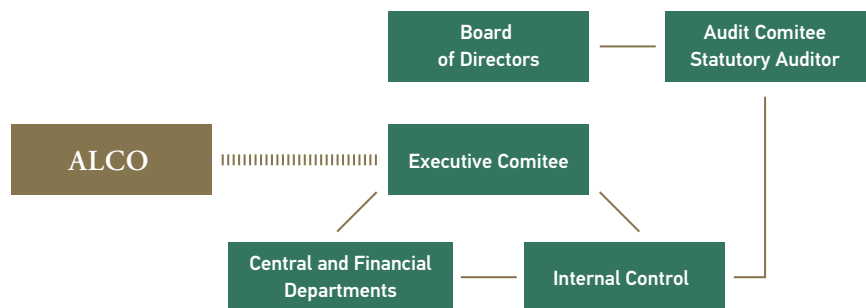 Board
of Directors
Audit Comitee
Statutory Auditor
ALCO
Executive Comitee
Central and Financial
Departments
Internal Control